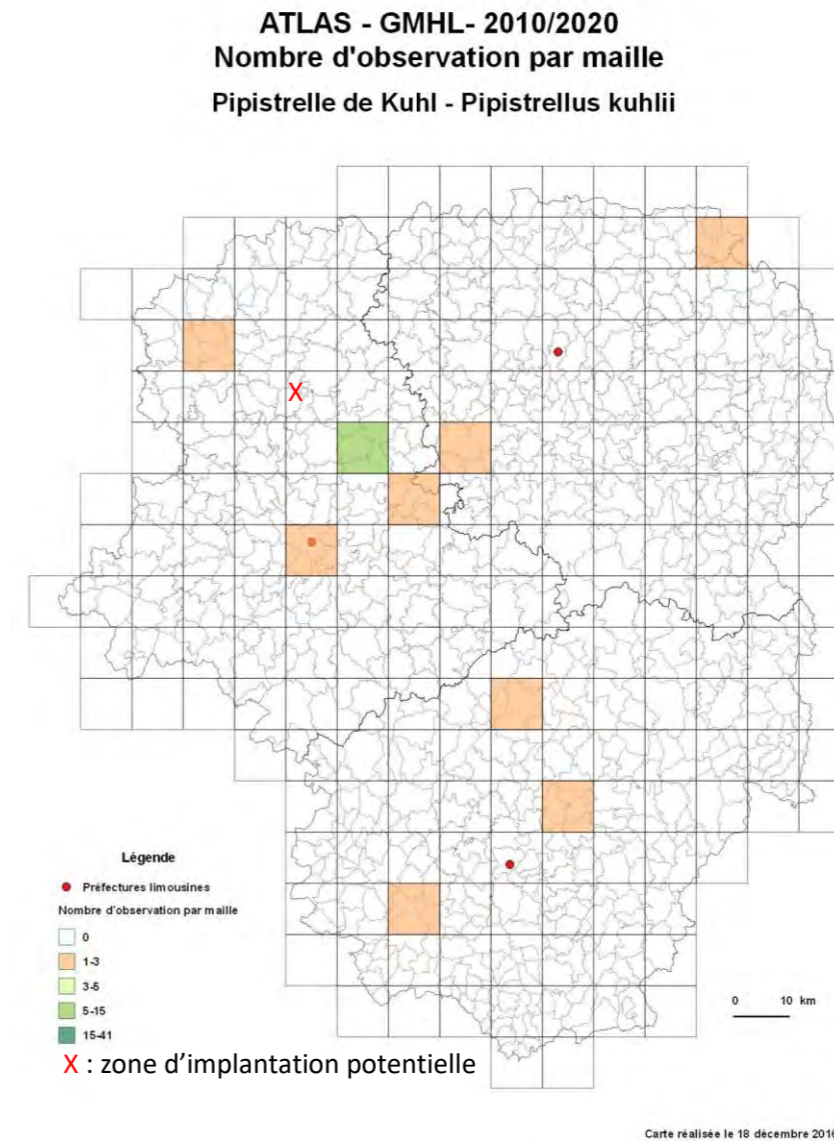 ATLAS - GMHL- 2010/2020
Nombre d'observation par maille
Pipistrelle de Kuhl - Pipistrellus kuhlii
X
Légende
Préfectures limousines
Nombre d'observation par maille
0
1-3
3-5
5-15
15-41
0 10 km
X : zone d’implantation potentielle
Carte réalisée le 18 décembre 2016